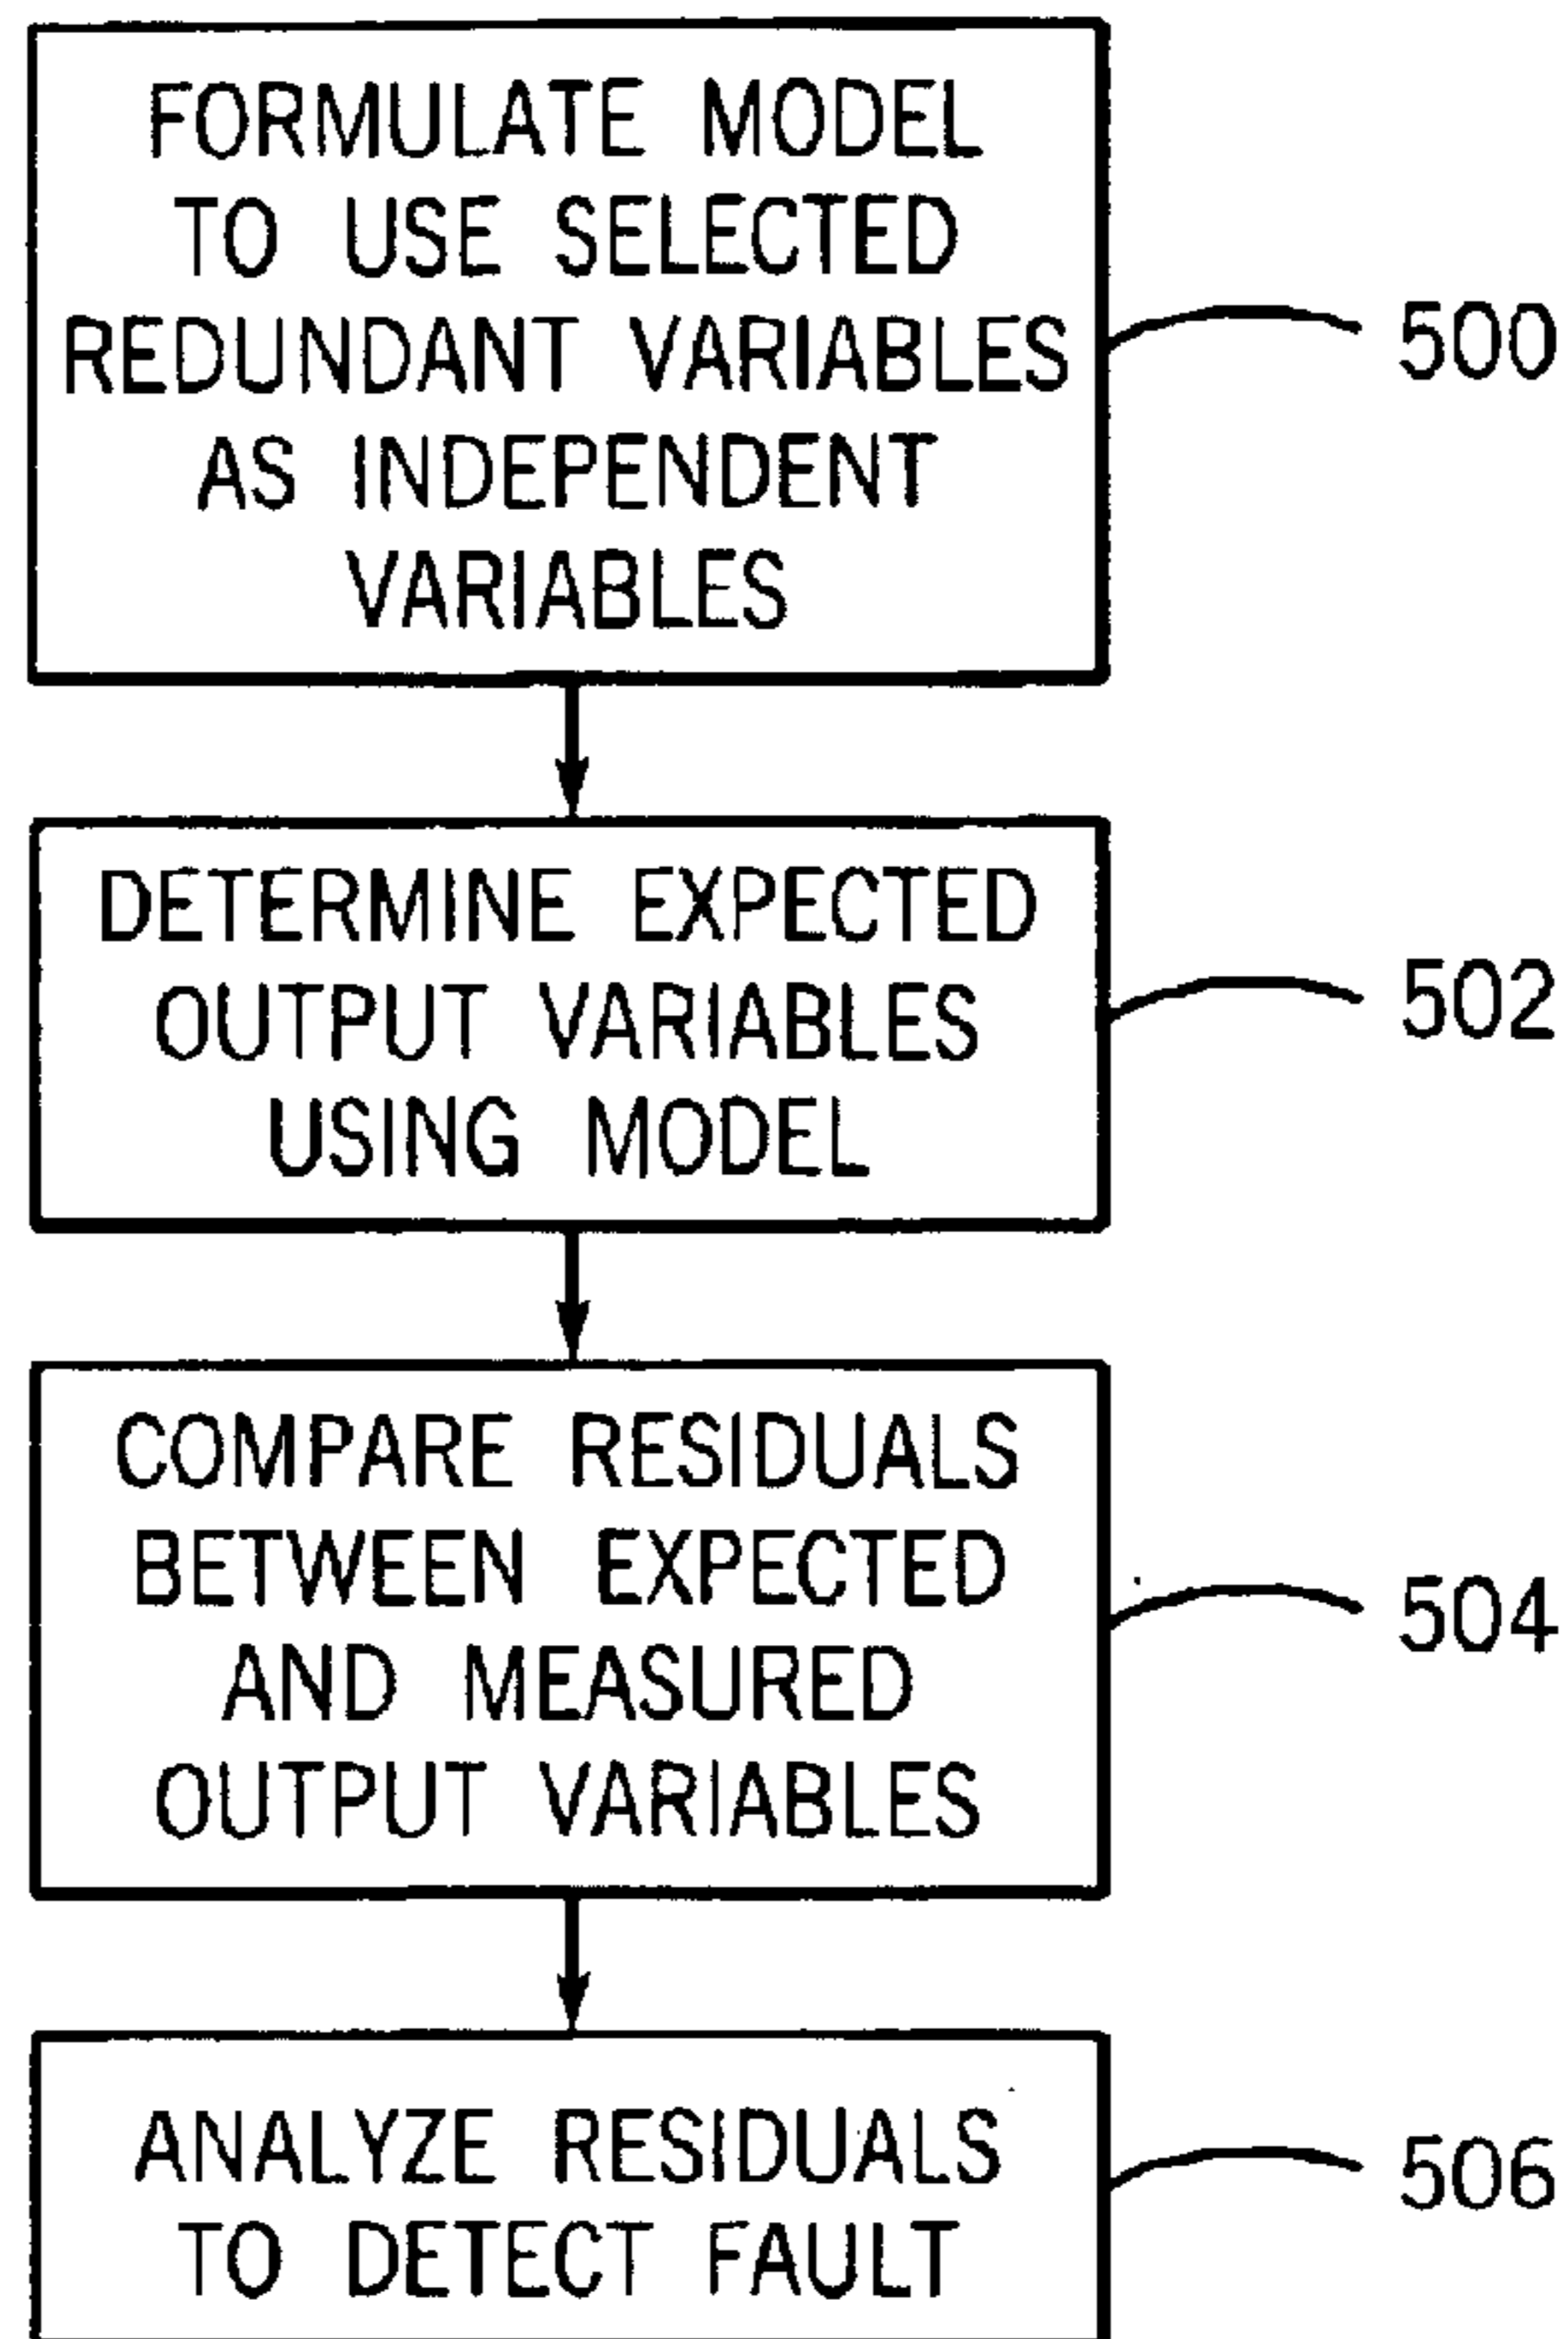 FORMULATE MODEL
TO USE SELECTED
REDUNDANT VARIABLES
AS INDEPENDENT
VARIABLES
500
DETERMINE EXPECTED
OUTPUT VARIABLES
USING MODEL
502
COMPARE RESIDUALS
BETWEEN EXPECTED
AND MEASURED
OUTPUT VARIABLES
504
ANALYZE RESIDUALS
TO DETECT FAULT
506